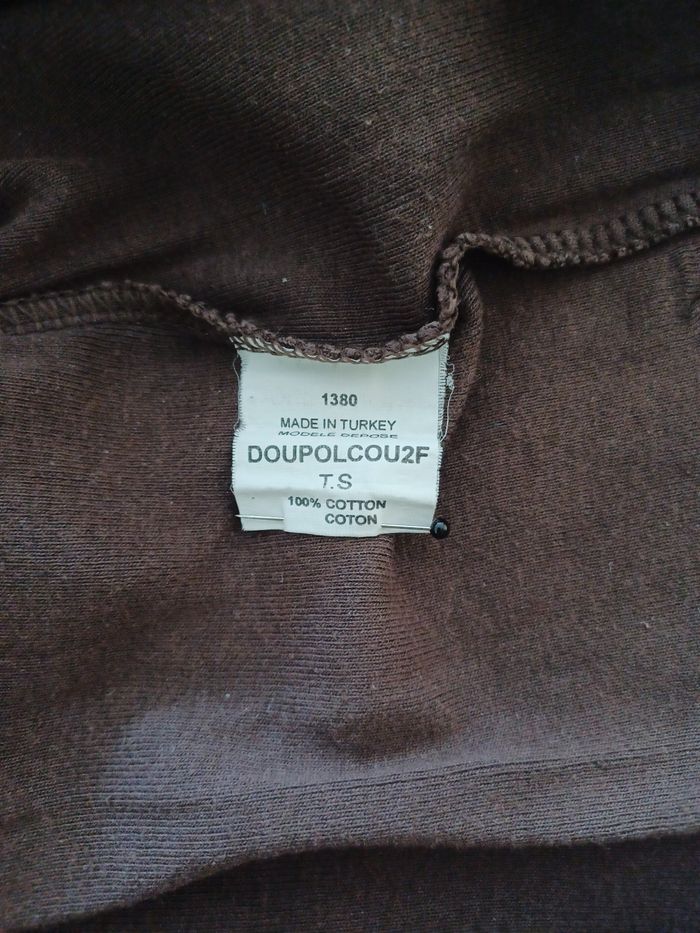 1380
MADE IN TURKEY
MODELE DEPOSE
DOUPOLCOU2F
T.S
100% COTTON
COTON